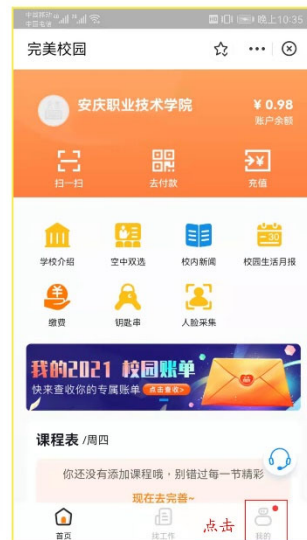 晚上10:35
完美校园
安庆职业技术学院
¥ 0.98
账户余额
扫一扫
去付款
充值
学校介绍
空中双选
校内新闻
校园生活月报
缴费
钥匙串
人脸采集
我的2021 校园账单
快来查收你的专属账单 点击查收>
课程表 /周四
你还没有添加课程哦，别错过每一节精彩
现在去完善~
首页
找工作
点击
我的